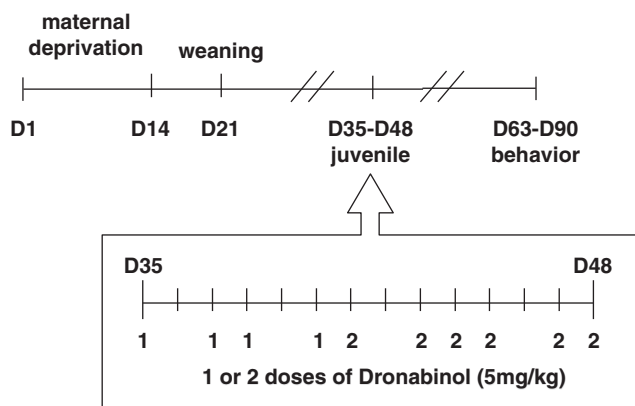 maternal
deprivation
weaning
D1 D14 D21 D35-D48 D63-D90
juvenile behavior
D35 D48
1 1 1 1 2 2 2 2 2 2
1 or 2 doses of Dronabinol (5mg/kg)